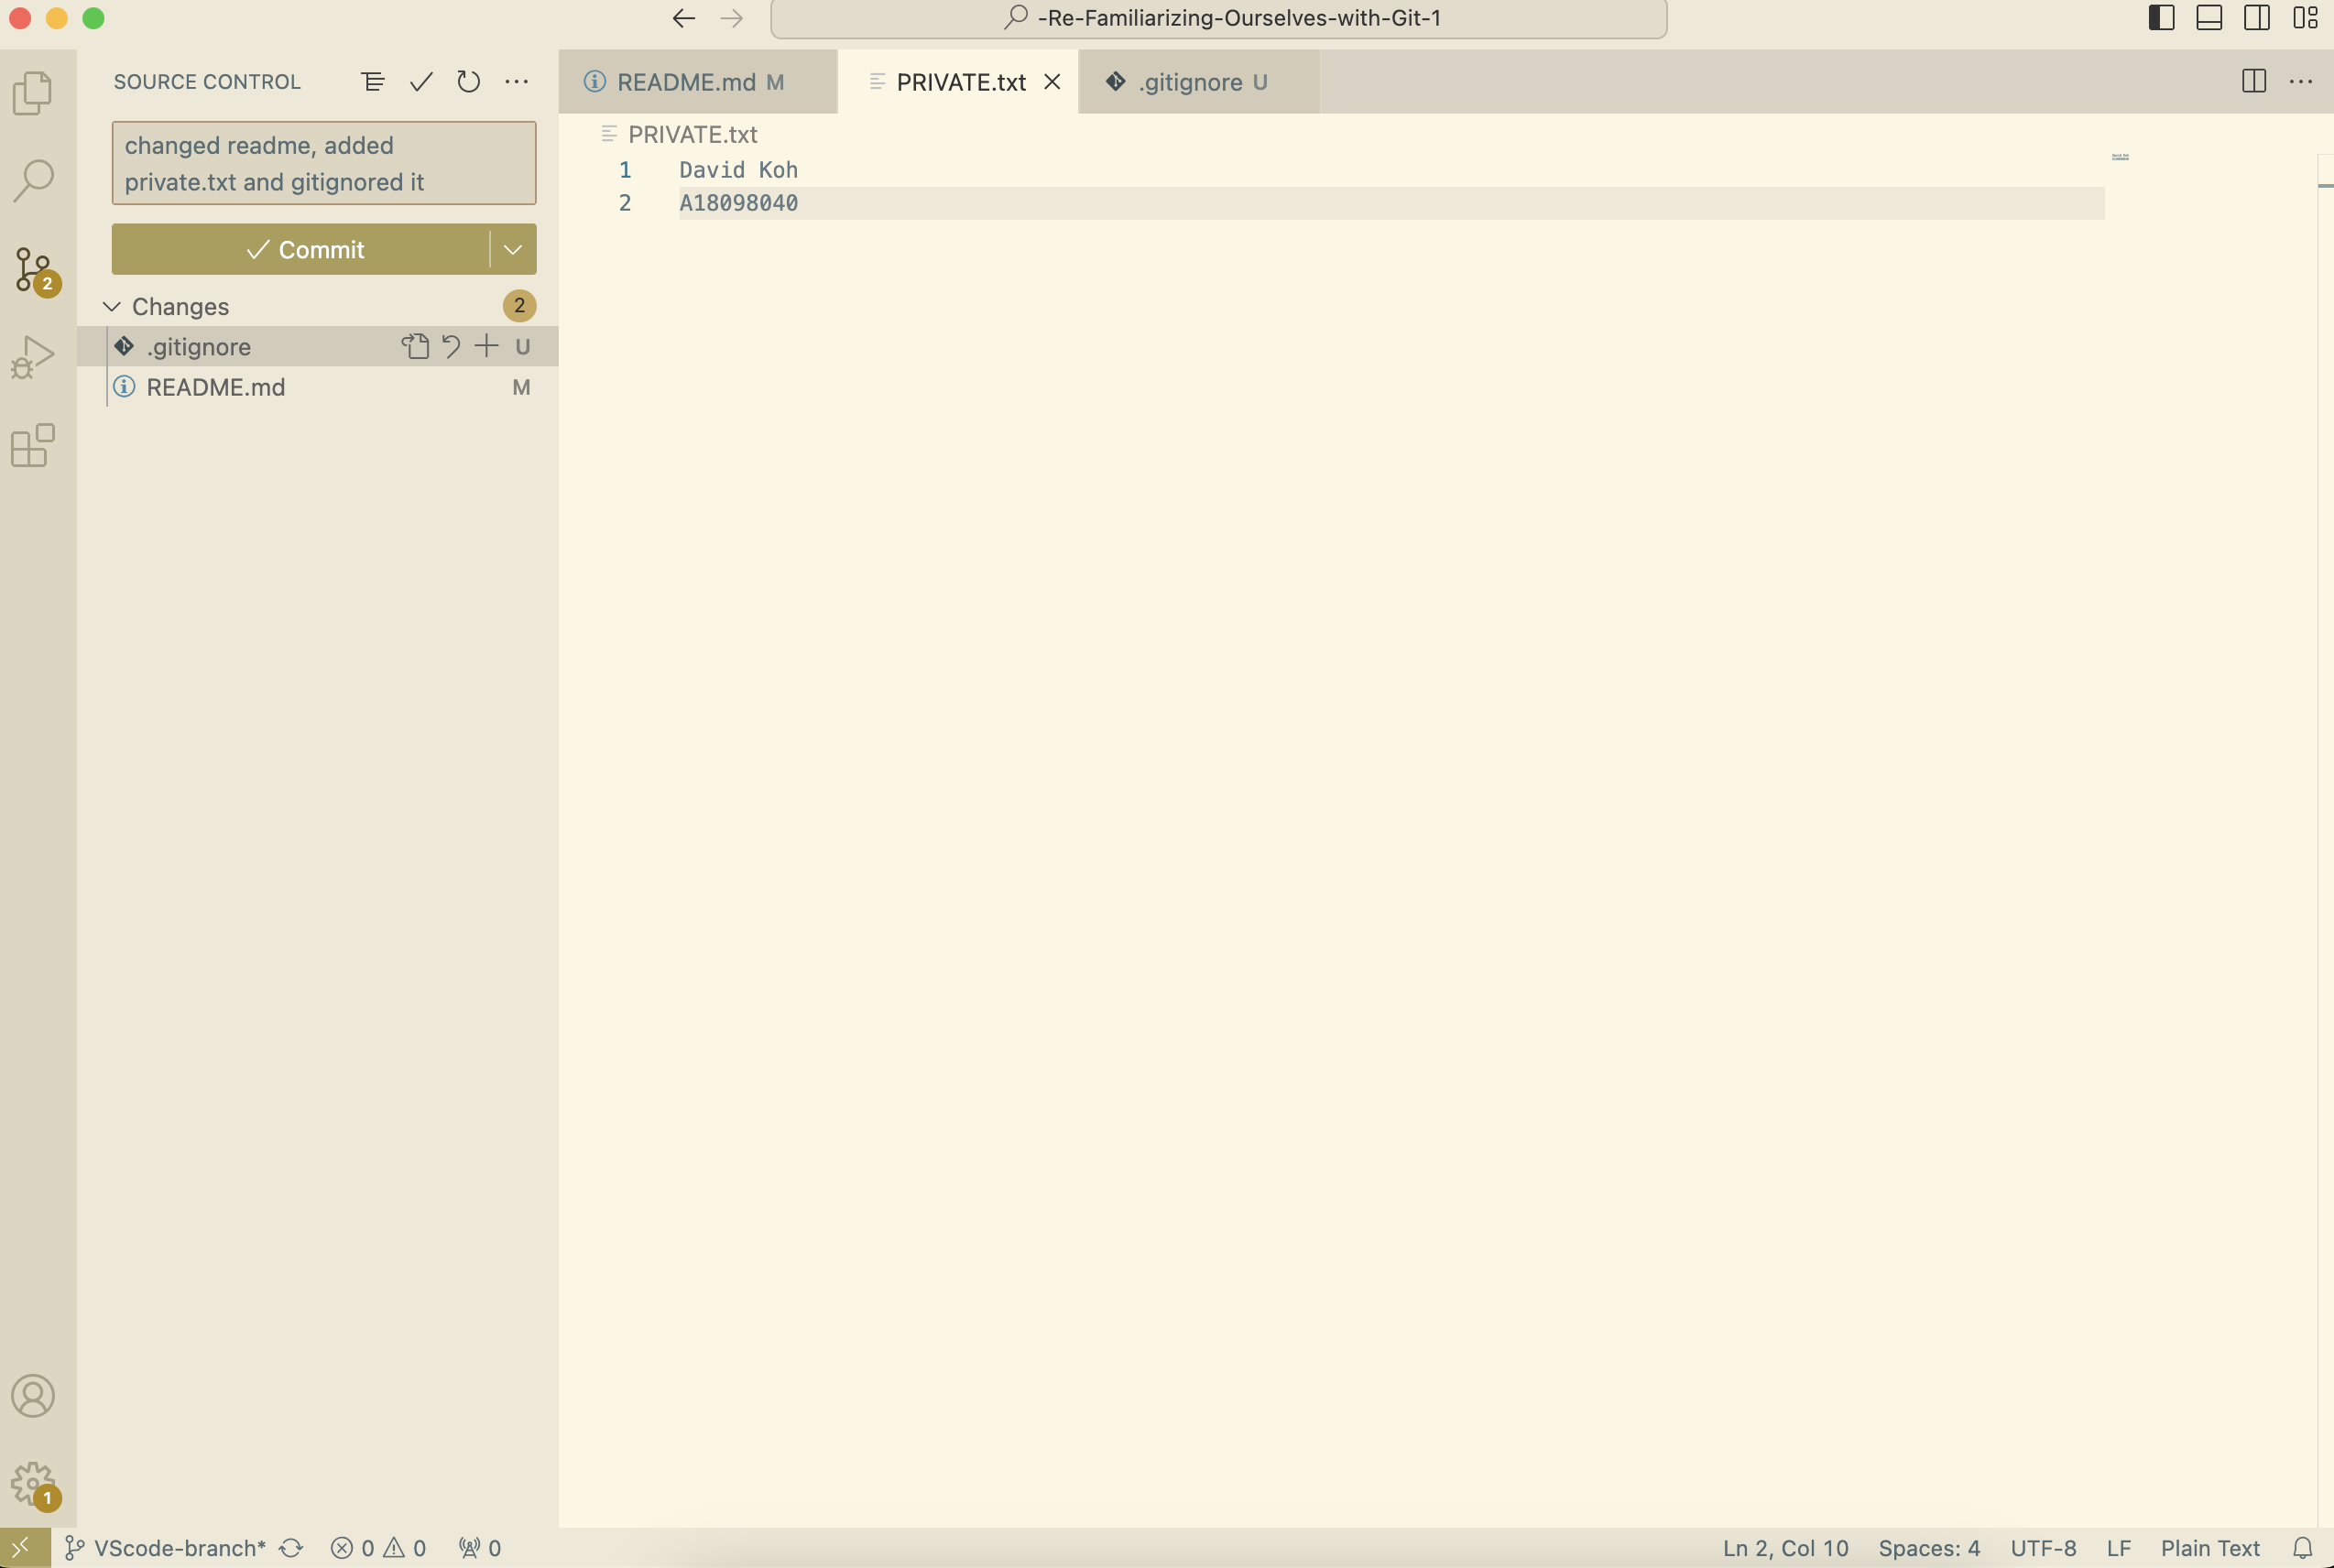 -Re-Familiarizing-Ourselves-with-Git-1
SOURCE CONTROL
changed readme, added
private.txt and gitignored it
Commit
Changes 2
.gitignore U
README.md M
README.md M
PRIVATE.txt
.gitignore U
PRIVATE.txt
1 David Koh
2 A18098040
2
1
VScode-branch* 0 0 0
Ln 2, Col 10 Spaces: 4 UTF-8 LF Plain Text